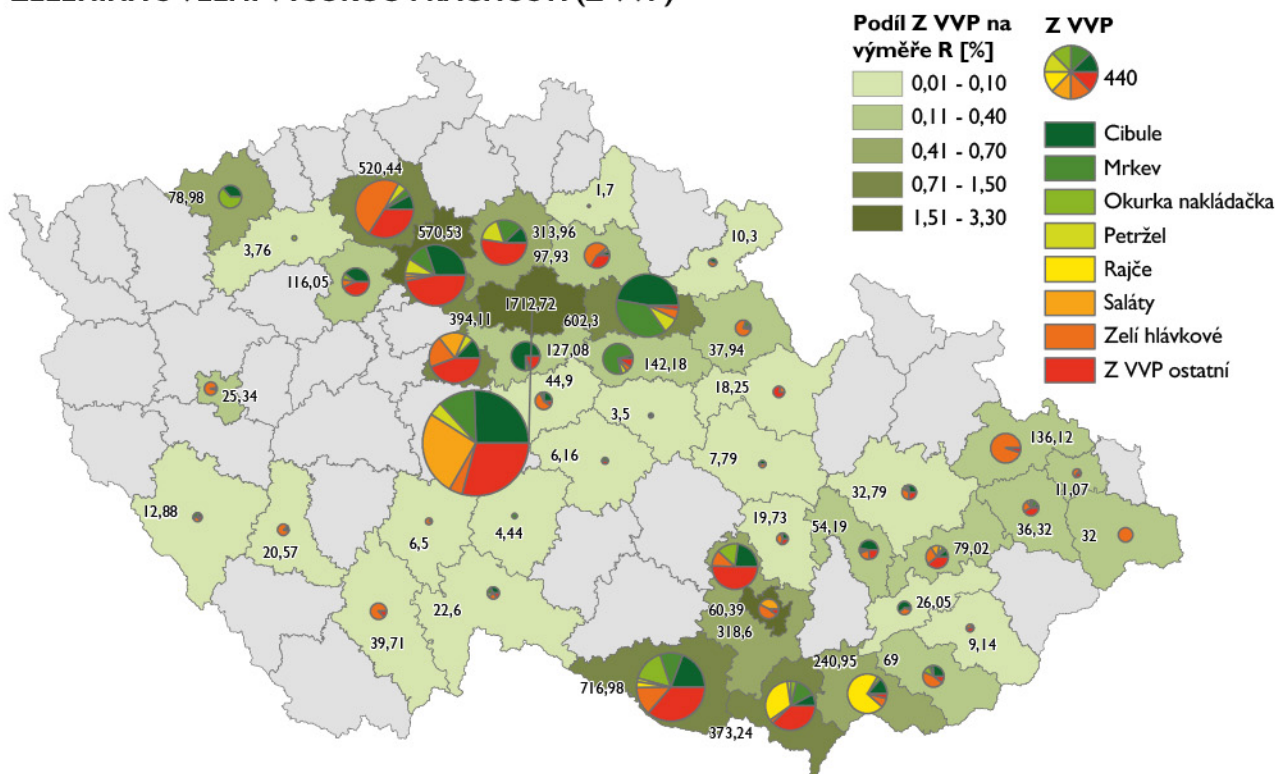 Podíl Z VVP na
výměře R [%]
0,01 - 0,10
0,11 - 0,40
0,41 - 0,70
0,71 - 1,50
1,51 - 3,30
Z VVP
440
Cibule
Mrkev
Okurka nakládačka
Petržel
Rajče
Saláty
Zelí hlávkové
Z VVP ostatní
520,44
78,98
1,7
3,76
570,53
313,96
10,3
97,93
116,05
1712,72
394,11
602,3
127,08
37,94
142,18
44,9
18,25
25,34
3,5
136,12
6,16
7,79
11,07
32,79
12,88
19,73
54,19
36,32
20,57
6,5
4,44
79,02
32
22,6
60,39
26,05
39,71
318,6
9,14
240,95
69
716,98
373,24